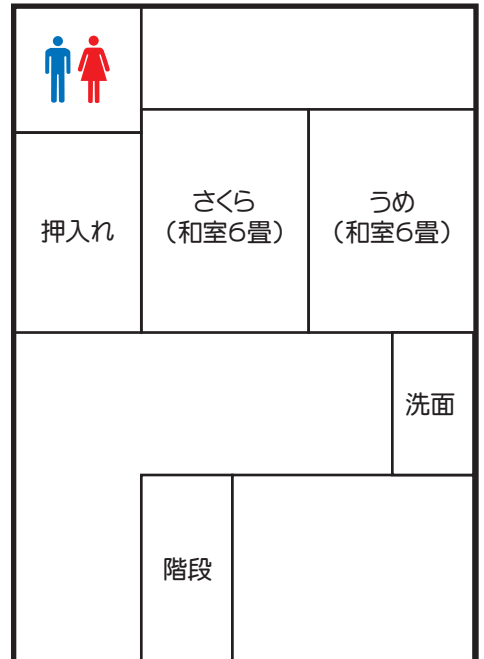 押入れ
さくら
（和室6畳）
うめ
（和室6畳）
洗面
階段